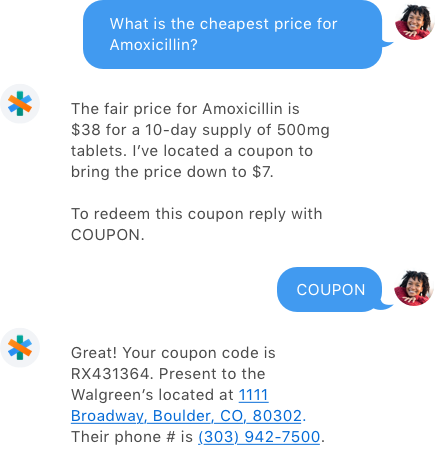 What is the cheapest price for
Amoxicillin?
The fair price for Amoxicillin is
$38 for a 10-day supply of 500mg
tablets. I’ve located a coupon to
bring the price down to $7.
To redeem this coupon reply with
COUPON.
COUPON
Great! Your coupon code is
RX431364. Present to the
Walgreen’s located at 1111
Broadway, Boulder, CO, 80302.
Their phone # is (303) 942-7500.